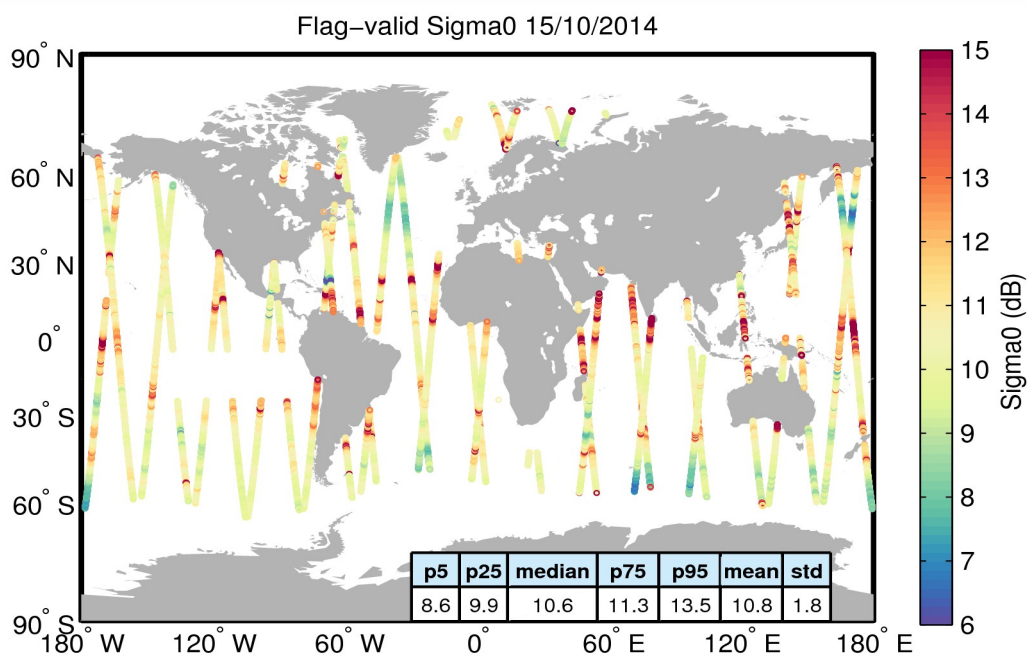 Flag-valid Sigma0 15/10/2014
90° N
60° N
30° N
0°
30° S
60° S
90° S
180° W
120° W
60° W
0°
60° E
120° E
180° E
p5 p25 median p75 p95 mean std
8.6 9.9 10.6 11.3 13.5 10.8 1.8
15
14
13
12
11
10
9
8
7
6
Sigma0 (dB)